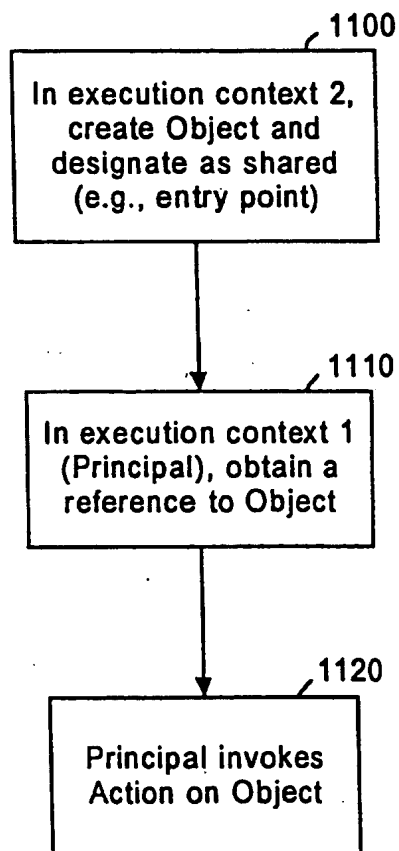 1100
In execution context 2,
create Object and
designate as shared
(e.g., entry point)
1110
In execution context 1
(Principal), obtain a
reference to Object
1120
Principal invokes
Action on Object